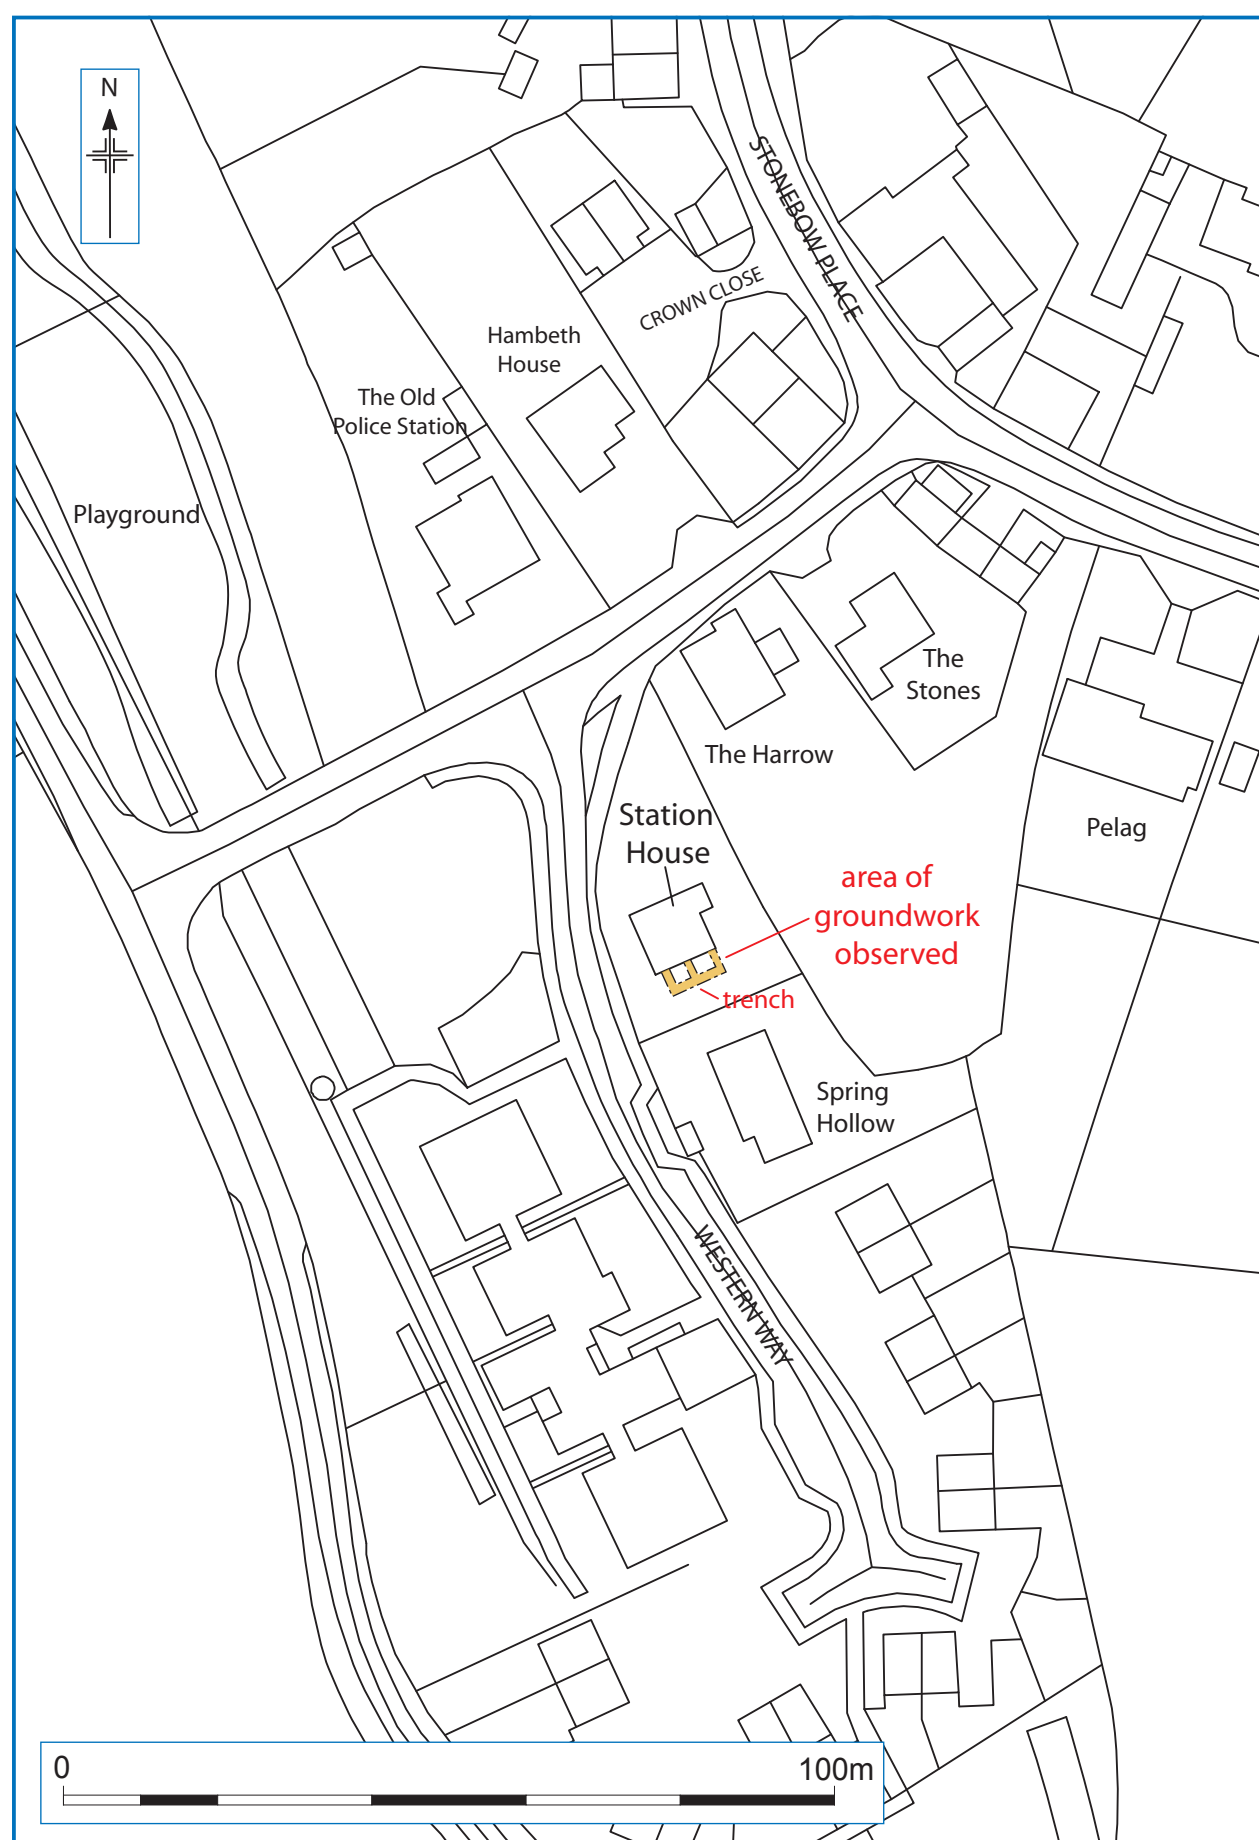 N
STONEBOW PLACE
CROWN CLOSE
Hambeth
House
The Old
Police Station
Playground
The
Stones
The Harrow
Station
House
Pelag
area of
groundwork
observed
trench
Spring
Hollow
WESTERN WAY
0
100m